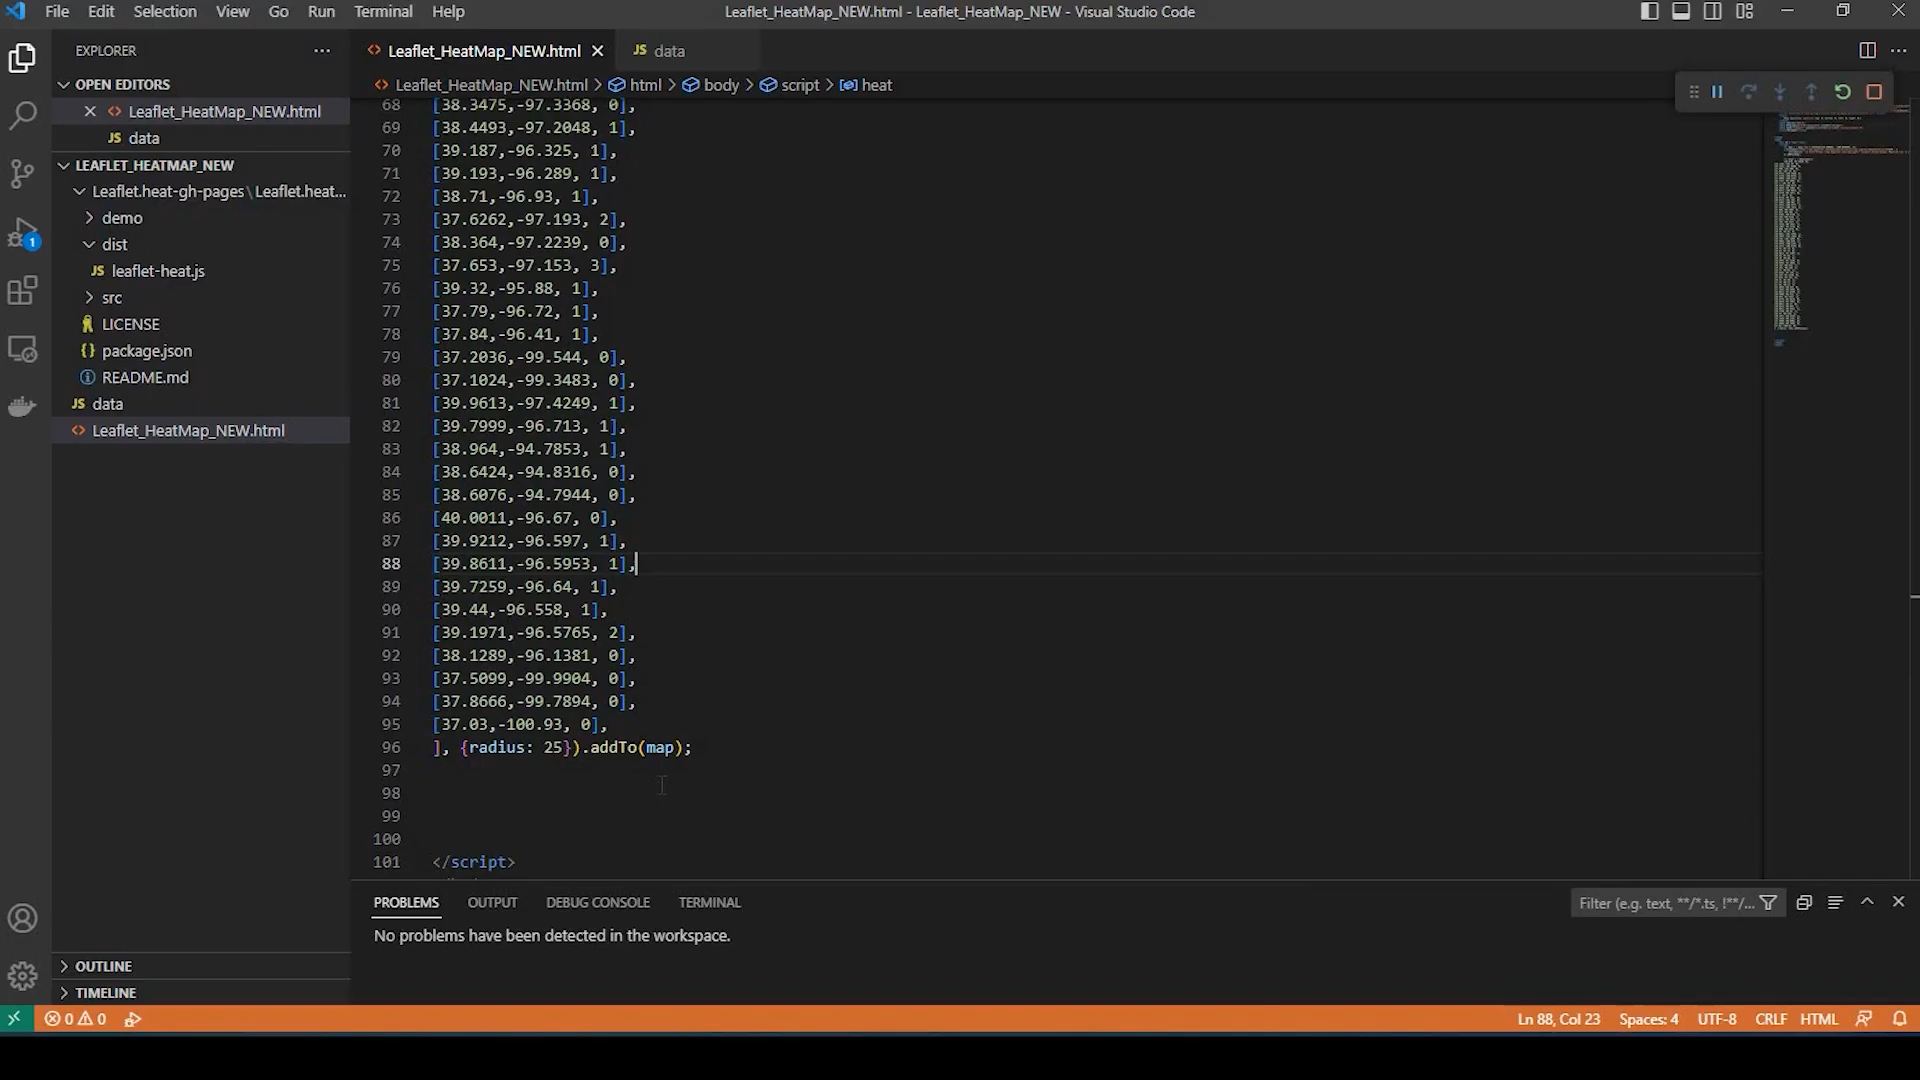 File Edit Selection View Go Run Terminal Help
Leaflet_HeatMap_NEW.html - Leaflet_HeatMap_NEW - Visual Studio Code
EXPLORER
OPEN EDITORS
Leaflet_HeatMap_NEW.html
JS data
LEAFLET_HEATMAP_NEW
Leaflet.heat-gh-pages\Leaflet.heat...
demo
dist
JS leaflet-heat.js
src
LICENSE
{} package.json
README.md
JS data
Leaflet_HeatMap_NEW.html
OUTLINE
TIMELINE
1
Leaflet_HeatMap_NEW.html
JS data
Leaflet_HeatMap_NEW.html > html > body > script > heat
68 [38.3475,-97.3368, 0],
69 [38.4493,-97.2048, 1],
70 [39.187,-96.325, 1],
71 [39.193,-96.289, 1],
72 [38.71,-96.93, 1],
73 [37.6262,-97.193, 2],
74 [38.364,-97.2239, 0],
75 [37.653,-97.153, 3],
76 [39.32,-95.88, 1],
77 [37.79,-96.72, 1],
78 [37.84,-96.41, 1],
79 [37.2036,-99.544, 0],
80 [37.1024,-99.3483, 0],
81 [39.9613,-97.4249, 1],
82 [39.7999,-96.713, 1],
83 [38.964,-94.7853, 1],
84 [38.6424,-94.8316, 0],
85 [38.6076,-94.7944, 0],
86 [40.0011,-96.67, 0],
87 [39.9212,-96.597, 1],
88 [39.8611,-96.5953, 1],
89 [39.7259,-96.64, 1],
90 [39.44,-96.558, 1],
91 [39.1971,-96.5765, 2],
92 [38.1289,-96.1381, 0],
93 [37.5099,-99.9904, 0],
94 [37.8666,-99.7894, 0],
95 [37.03,-100.93, 0],
96 ], {radius: 25}).addTo(map);
97
98
99
100
101 </script>
PROBLEMS OUTPUT DEBUG CONSOLE TERMINAL
Filter (e.g. text, **/*.ts, !**/...
No problems have been detected in the workspace.
0 0
Ln 88, Col 23 Spaces: 4 UTF-8 CRLF HTML